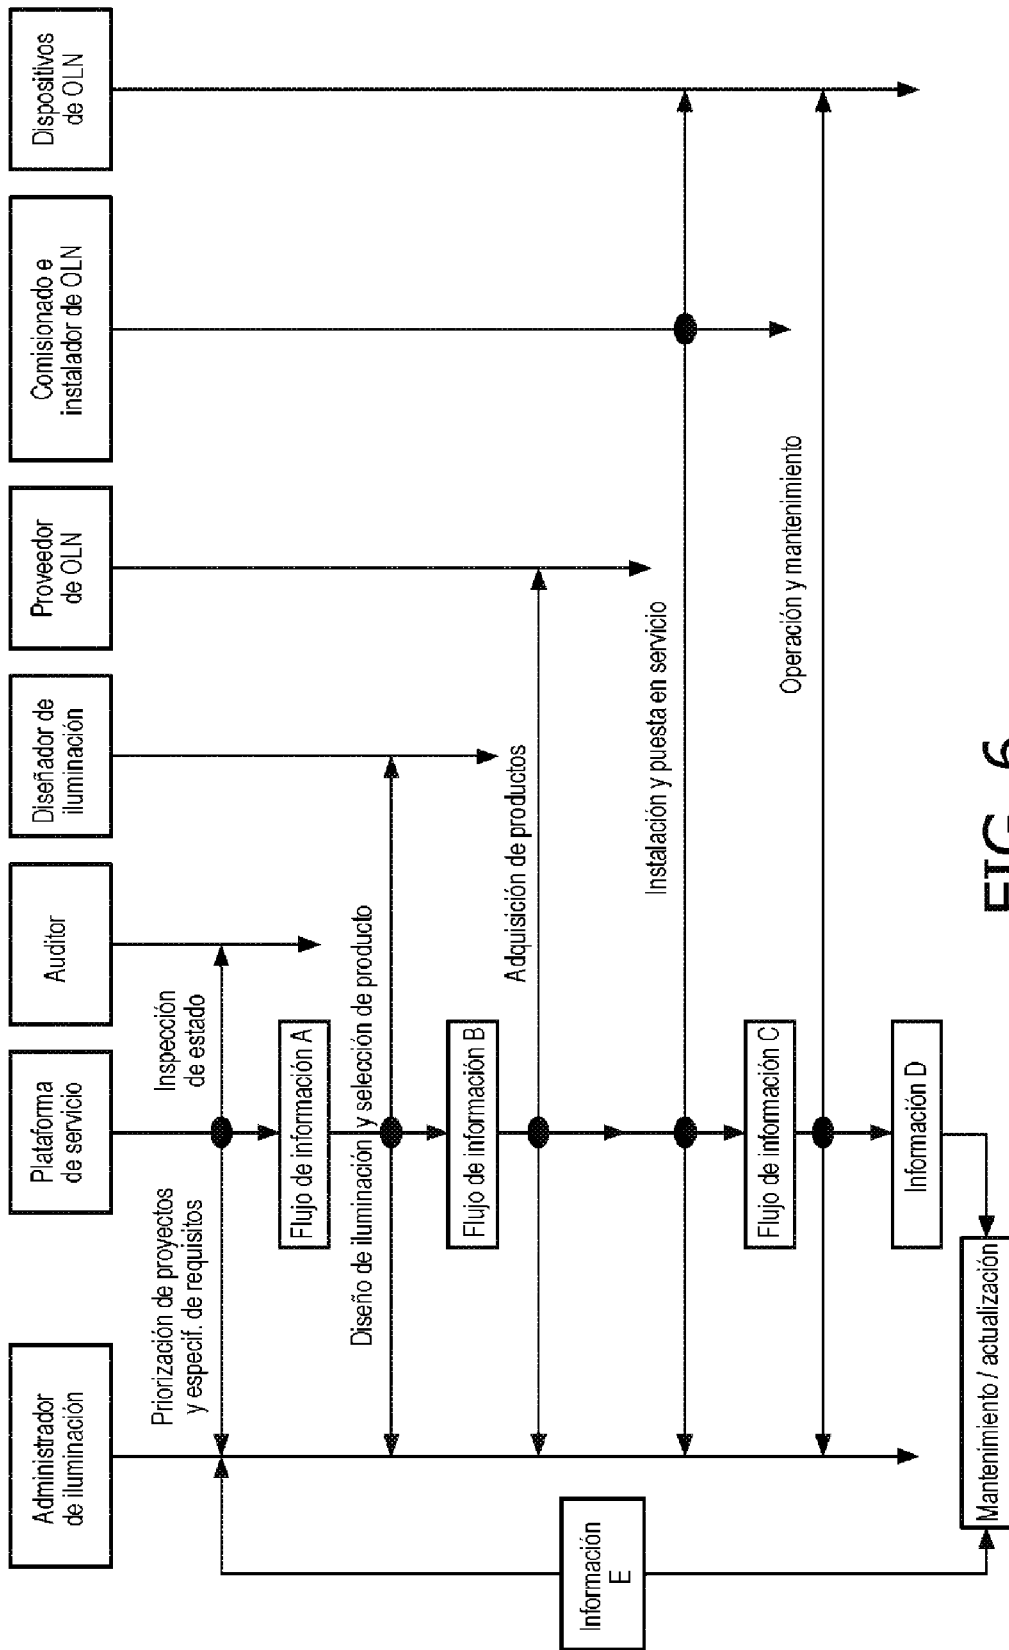 Administrador
de iluminación
Plataforma
de servicio
Auditor
Diseñador de
iluminación
Proveedor
de OLN
Comisionado e
instalador de OLN
Dispositivos
de OLN
Priorización de proyectos
y especif. de requisitos
Inspección
de estado
Flujo de información A
Diseño de iluminación y selección de producto
Flujo de información B
Adquisición de productos
Instalación y puesta en servicio
Flujo de información C
Operación y mantenimiento
Información D
Información
E
Mantenimiento / actualización
FIG. 6